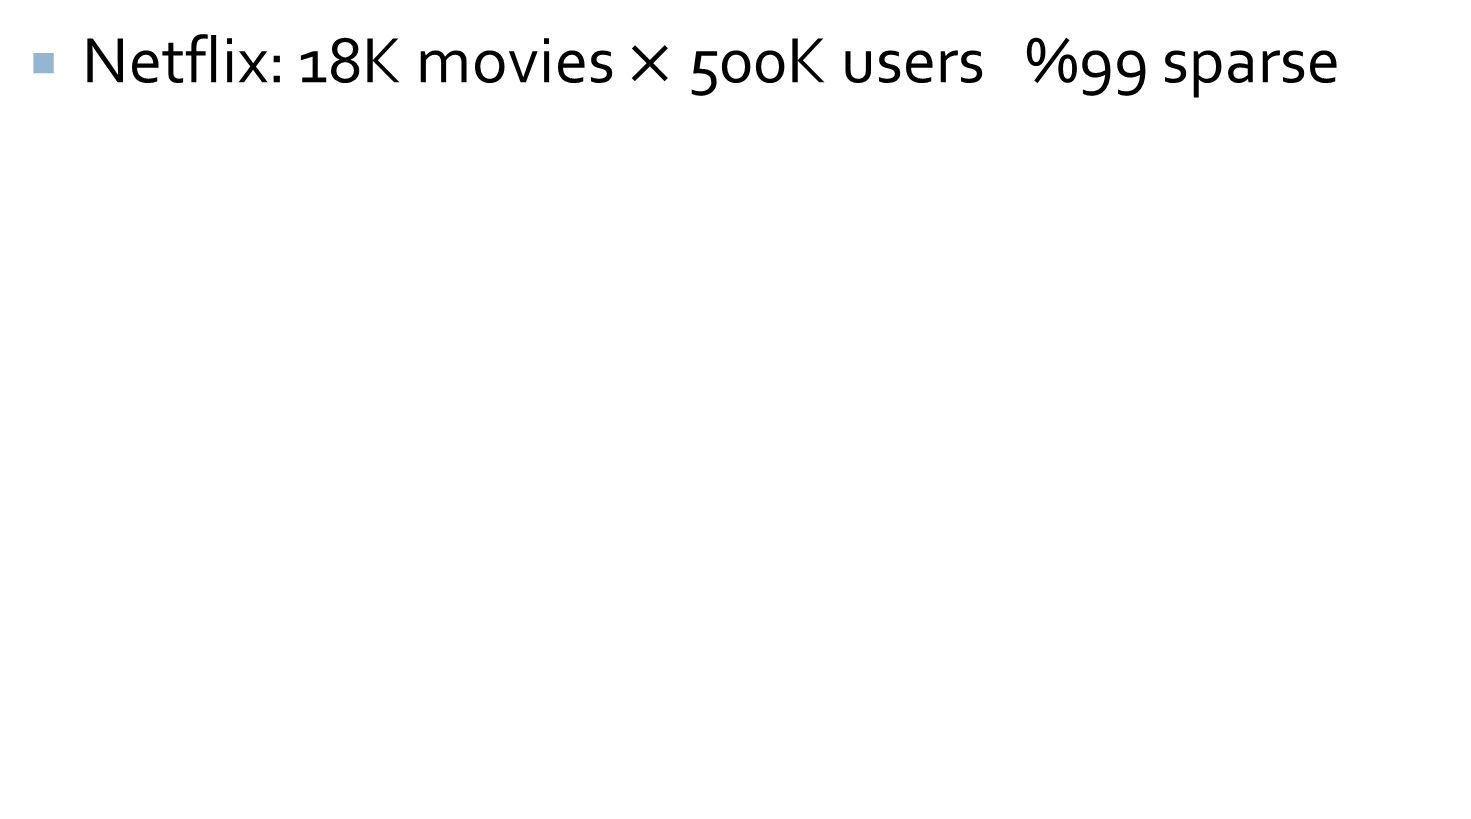 ▪ Netflix: 18K movies × 500K users %99 sparse